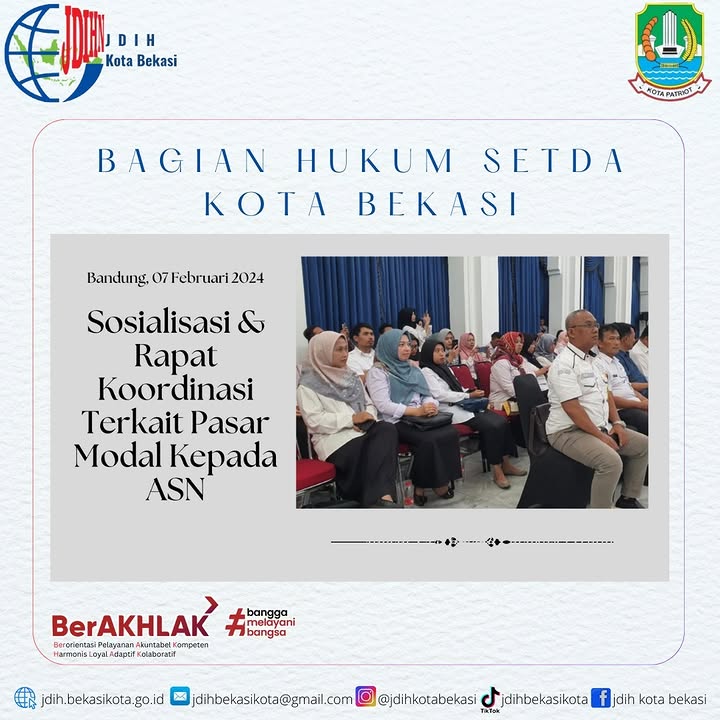 JDIHN
JDIH
Kota Bekasi
KOTA PATRIOT
BAGIAN HUKUM SETDA
KOTA BEKASI
Bandung, 07 Februari 2024
Sosialisasi &
Rapat
Koordinasi
Terkait Pasar
Modal Kepada
ASN
BerAKHLAK
Berorientasi Pelayanan Akuntabel Kompeten
Harmonis Loyal Adaptif Kolaboratif
#bangga
melayani
bangsa
jdih.bekasikota.go.id jdihbekasikota@gmail.com @jdihkotabekasi TikTok jdihbekasikota jdih kota bekasi